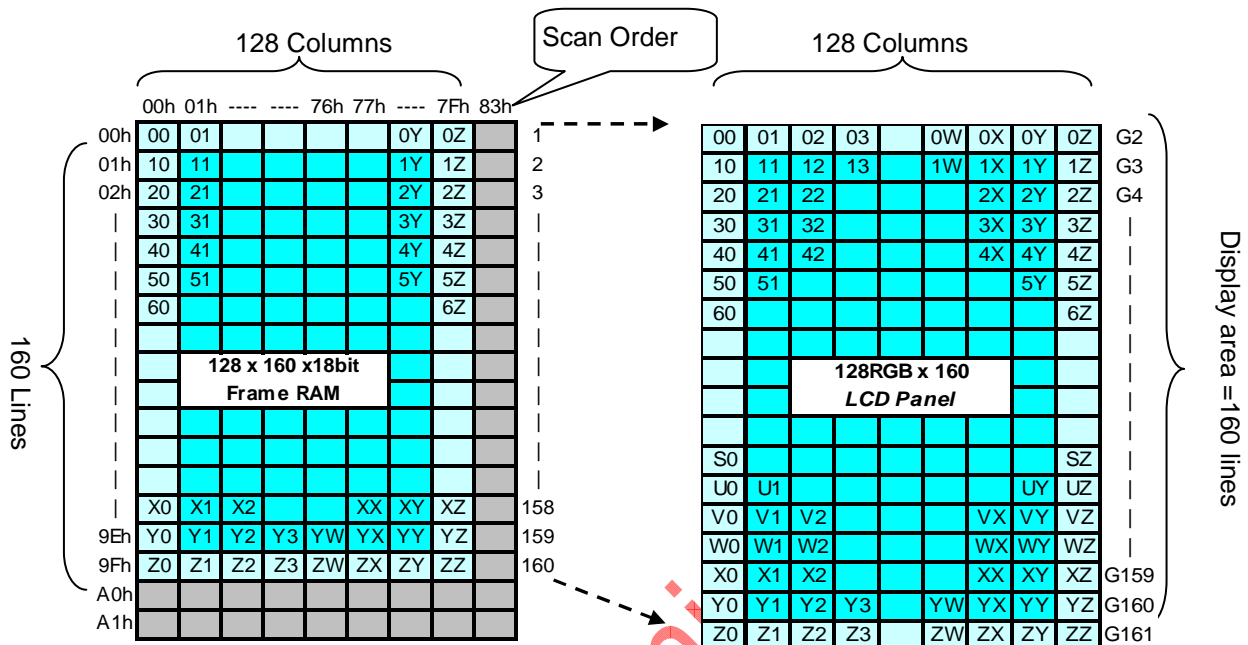 128 Columns
Scan Order
128 Columns
00h 01h ---- ---- 76h 77h ---- 7Fh 83h
00h 00 01 0Y 0Z 1
01h 10 11 1Y 1Z 2
02h 20 21 2Y 2Z 3
30 31 3Y 3Z
40 41 4Y 4Z
50 51 5Y 5Z
60 6Z
128 x 160 x18bit
Frame RAM
X0 X1 X2 XX XY XZ 158
9Eh Y0 Y1 Y2 Y3 YW YX YY YZ 159
9Fh Z0 Z1 Z2 Z3 ZW ZX ZY ZZ 160
A0h
A1h
160 Lines
00 01 02 03 0W 0X 0Y 0Z G2
10 11 12 13 1W 1X 1Y 1Z G3
20 21 22 2X 2Y 2Z G4
30 31 32 3X 3Y 3Z
40 41 42 4X 4Y 4Z
50 51 5Y 5Z
60 6Z
128RGB x 160
LCD Panel
S0 SZ
U0 U1 UY UZ
V0 V1 V2 VX VY VZ
W0 W1 W2 WX WY WZ
X0 X1 X2 XX XY XZ G159
Y0 Y1 Y2 Y3 YW YX YY YZ G160
Z0 Z1 Z2 Z3 ZW ZX ZY ZZ G161
Display area =160 lines